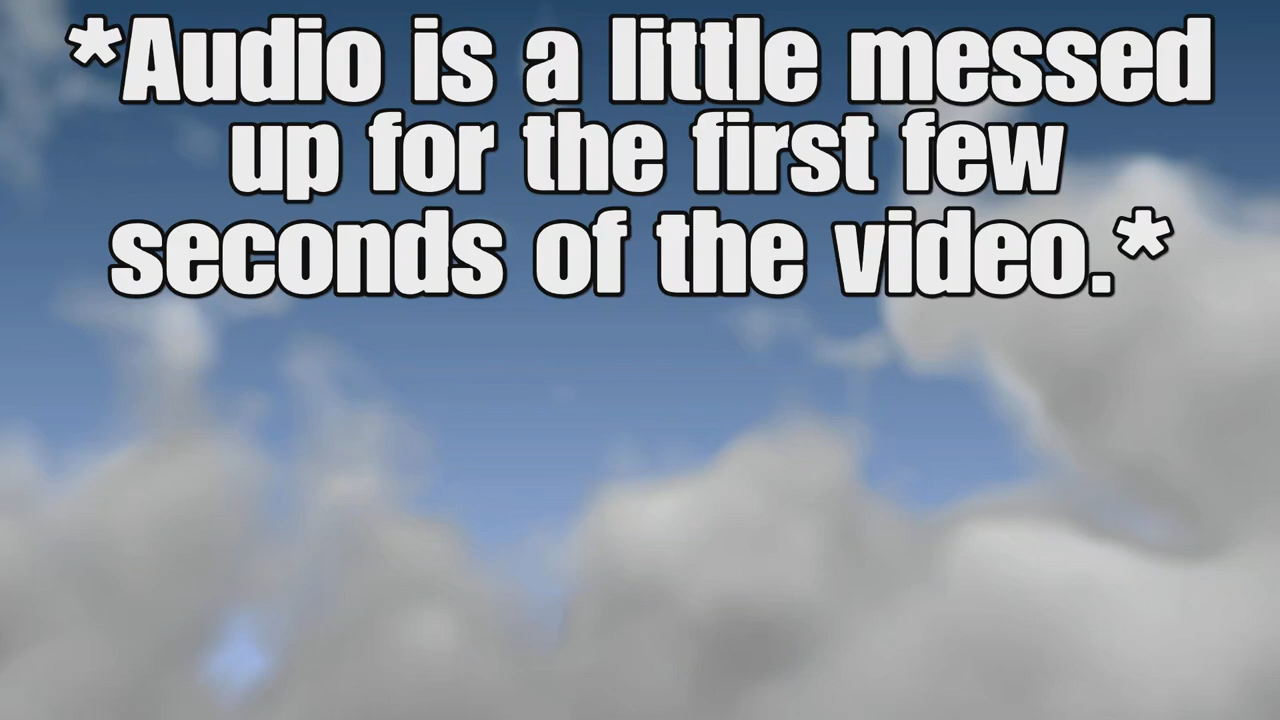 *Audio is a little messed
up for the first few
seconds of the video.*